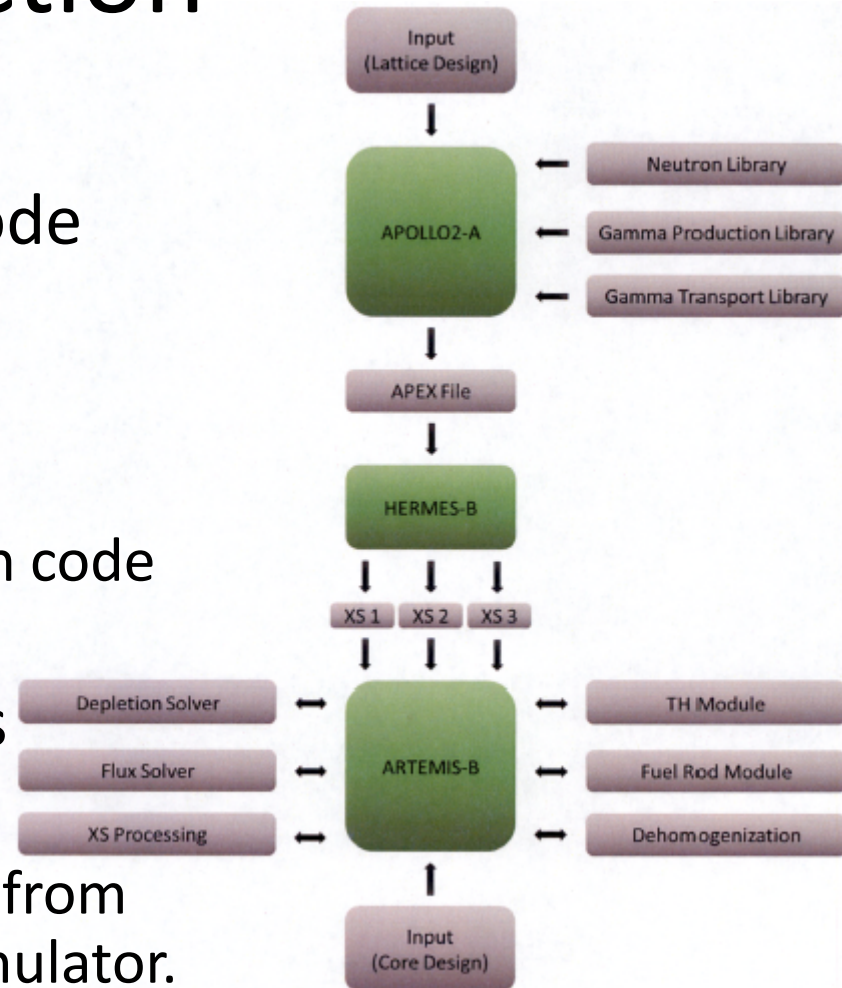 ction
ode
n code
s
from
nulator.
Input
(Lattice Design)
APOLLO2-A
Neutron Library
Gamma Production Library
Gamma Transport Library
APEX File
HERMES-B
XS 1
XS 2
XS 3
Depletion Solver
Flux Solver
XS Processing
ARTEMIS-B
TH Module
Fuel Rod Module
Dehomogenization
Input
(Core Design)